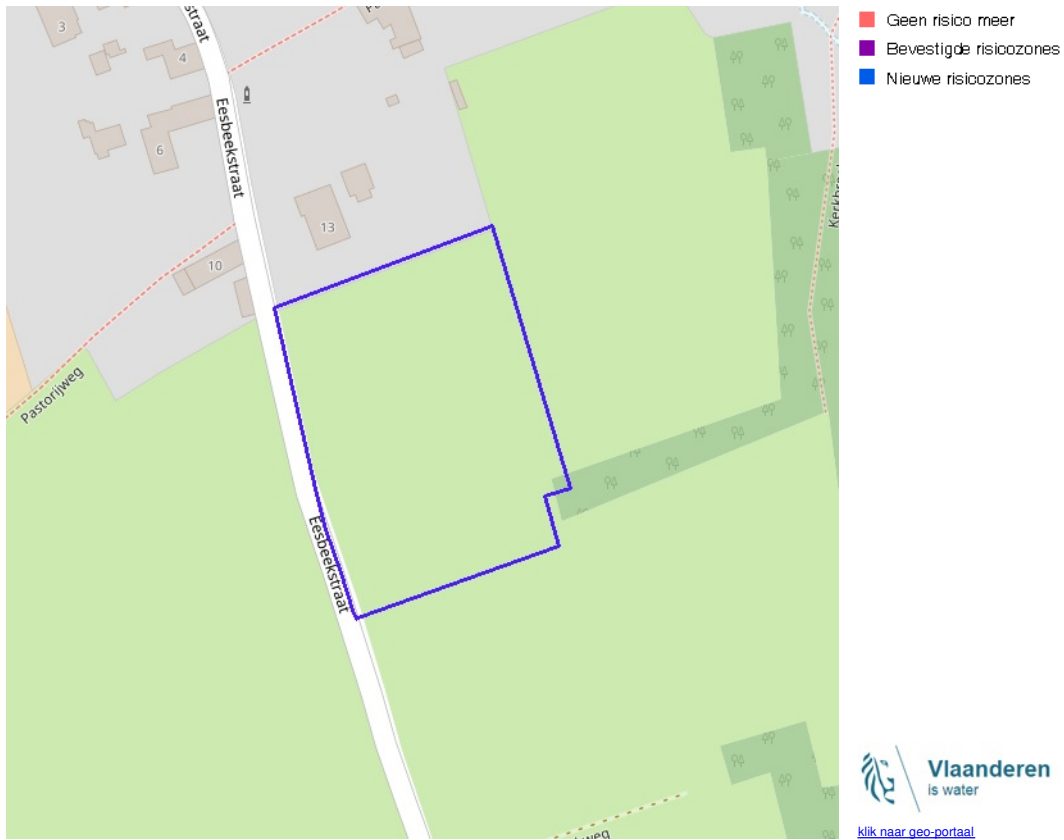 Geen risico meer
Bevestigde risicozones
Nieuwe risicozones
straat
3
4
Eesbeekstraat
6
13
10
Pastorijweg
Eesbeekstraat
Vlaanderen
is water
klik naar geo-portaal